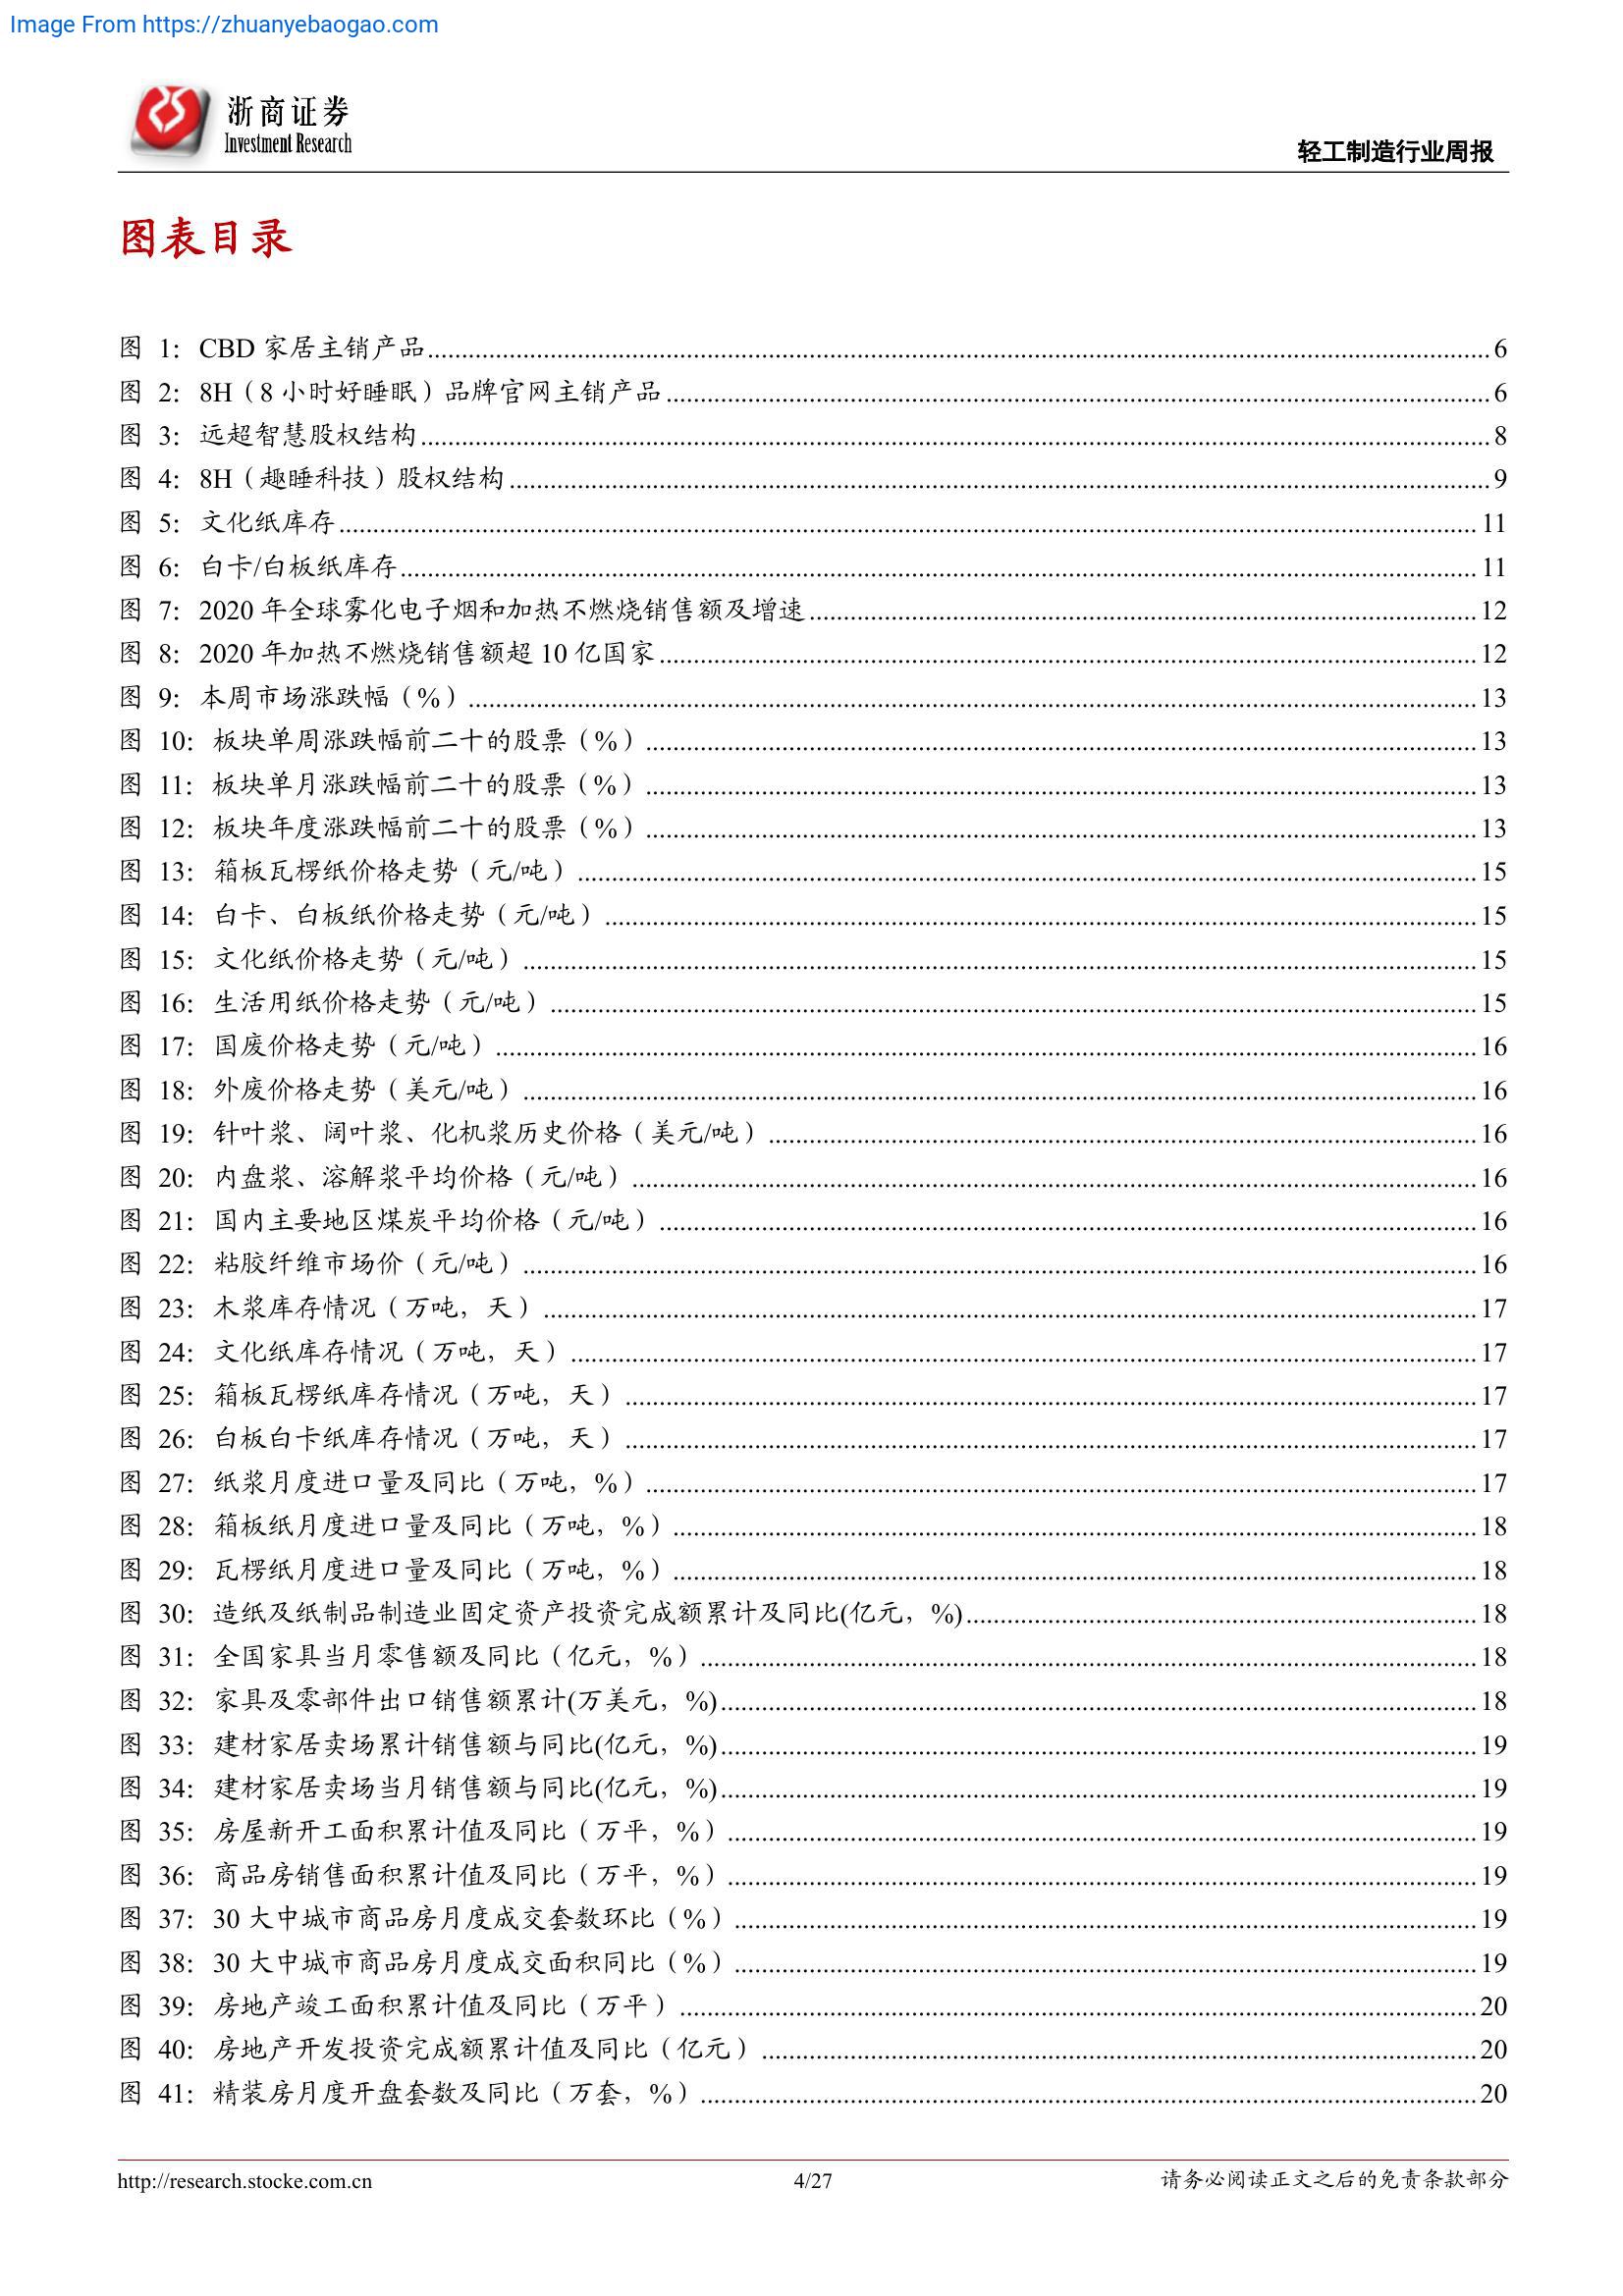 Image From https://zhuanyebaogao.com
浙商证券
Investment Research
轻工制造行业周报
图表目录
图 1：CBD 家居主销产品........6
图 2：8H（8 小时好睡眠）品牌官网主销产品........6
图 3：远超智慧股权结构........8
图 4：8H（趣睡科技）股权结构........9
图 5：文化纸库存........11
图 6：白卡/白板纸库存........11
图 7：2020 年全球雾化电子烟和加热不燃烧销售额及增速........12
图 8：2020 年加热不燃烧销售额超 10 亿国家........12
图 9：本周市场涨跌幅（%）........13
图 10：板块单周涨跌幅前二十的股票（%）........13
图 11：板块单月涨跌幅前二十的股票（%）........13
图 12：板块年度涨跌幅前二十的股票（%）........13
图 13：箱板瓦楞纸价格走势（元/吨）........15
图 14：白卡、白板纸价格走势（元/吨）........15
图 15：文化纸价格走势（元/吨）........15
图 16：生活用纸价格走势（元/吨）........15
图 17：国废价格走势（元/吨）........16
图 18：外废价格走势（美元/吨）........16
图 19：针叶浆、阔叶浆、化机浆历史价格（美元/吨）........16
图 20：内盘浆、溶解浆平均价格（元/吨）........16
图 21：国内主要地区煤炭平均价格（元/吨）........16
图 22：粘胶纤维市场价（元/吨）........16
图 23：木浆库存情况（万吨，天）........17
图 24：文化纸库存情况（万吨，天）........17
图 25：箱板瓦楞纸库存情况（万吨，天）........17
图 26：白板白卡纸库存情况（万吨，天）........17
图 27：纸浆月度进口量及同比（万吨，%）........17
图 28：箱板纸月度进口量及同比（万吨，%）........18
图 29：瓦楞纸月度进口量及同比（万吨，%）........18
图 30：造纸及纸制品制造业固定资产投资完成额累计及同比(亿元，%)........18
图 31：全国家具当月零售额及同比（亿元，%）........18
图 32：家具及零部件出口销售额累计(万美元，%)........18
图 33：建材家居卖场累计销售额与同比(亿元，%)........19
图 34：建材家居卖场当月销售额与同比(亿元，%)........19
图 35：房屋新开工面积累计值及同比（万平，%）........19
图 36：商品房销售面积累计值及同比（万平，%）........19
图 37：30 大中城市商品房月度成交套数环比（%）........19
图 38：30 大中城市商品房月度成交面积同比（%）........19
图 39：房地产竣工面积累计值及同比（万平）........20
图 40：房地产开发投资完成额累计值及同比（亿元）........20
图 41：精装房月度开盘套数及同比（万套，%）........20
http://research.stocke.com.cn 4/27 请务必阅读正文之后的免责条款部分